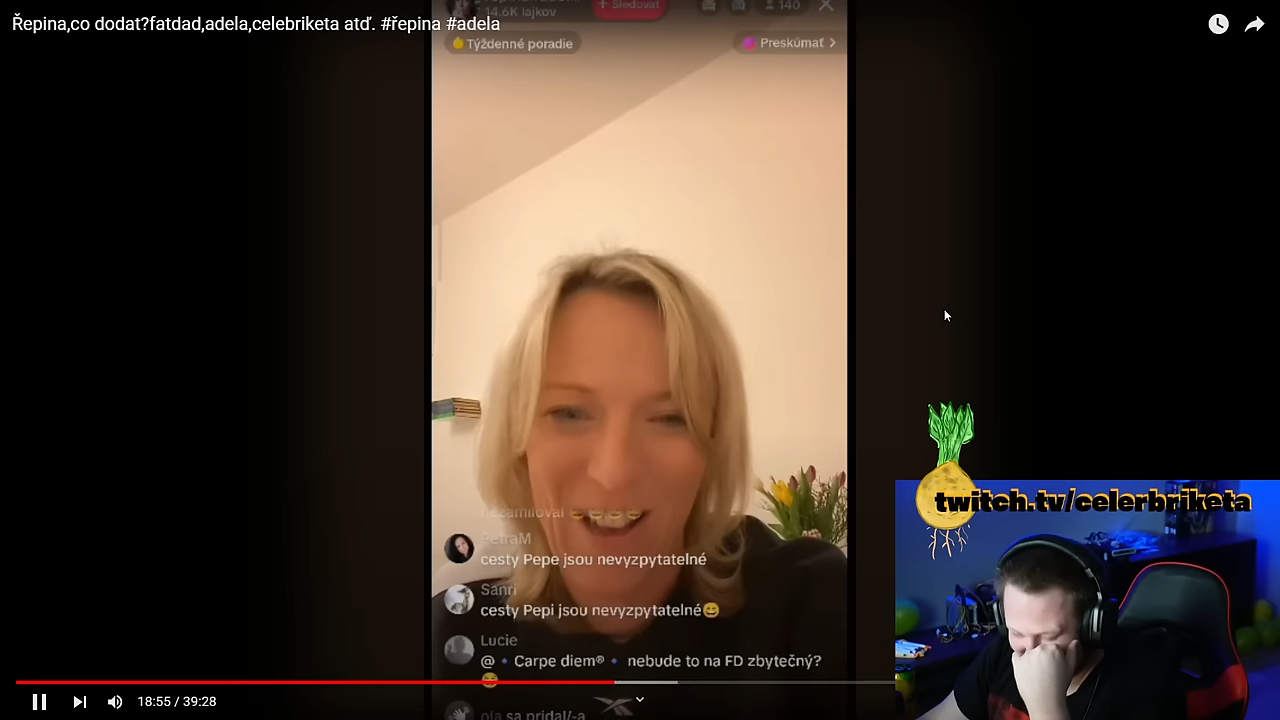 Řepina,co dodat?fatdad,adela,celebriketa atď. #řepina #adela
14.6K lajkov
+ Sledovať
140
Týždenné poradie
Preskúmať >
nezamiloval
PetraM
cesty Pepe jsou nevyzpytatelné
Sanri
cesty Pepi jsou nevyzpytatelné😄
Lucie
@🔹Carpe diem®🔹 nebude to na FD zbytečný?
😂
ola sa pridal/-a
18:55 / 39:28
twitch.tv/celerbriketa